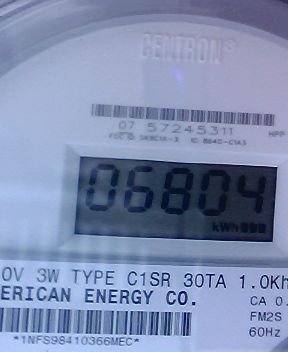 CENTRON®
07 57245311
HPP
06804
kWh
0V 3W TYPE C1SR 30TA 1.0Kh
ERICAN ENERGY CO.
CA 0.
FM2S
60Hz
*1NFS98410366MEC*